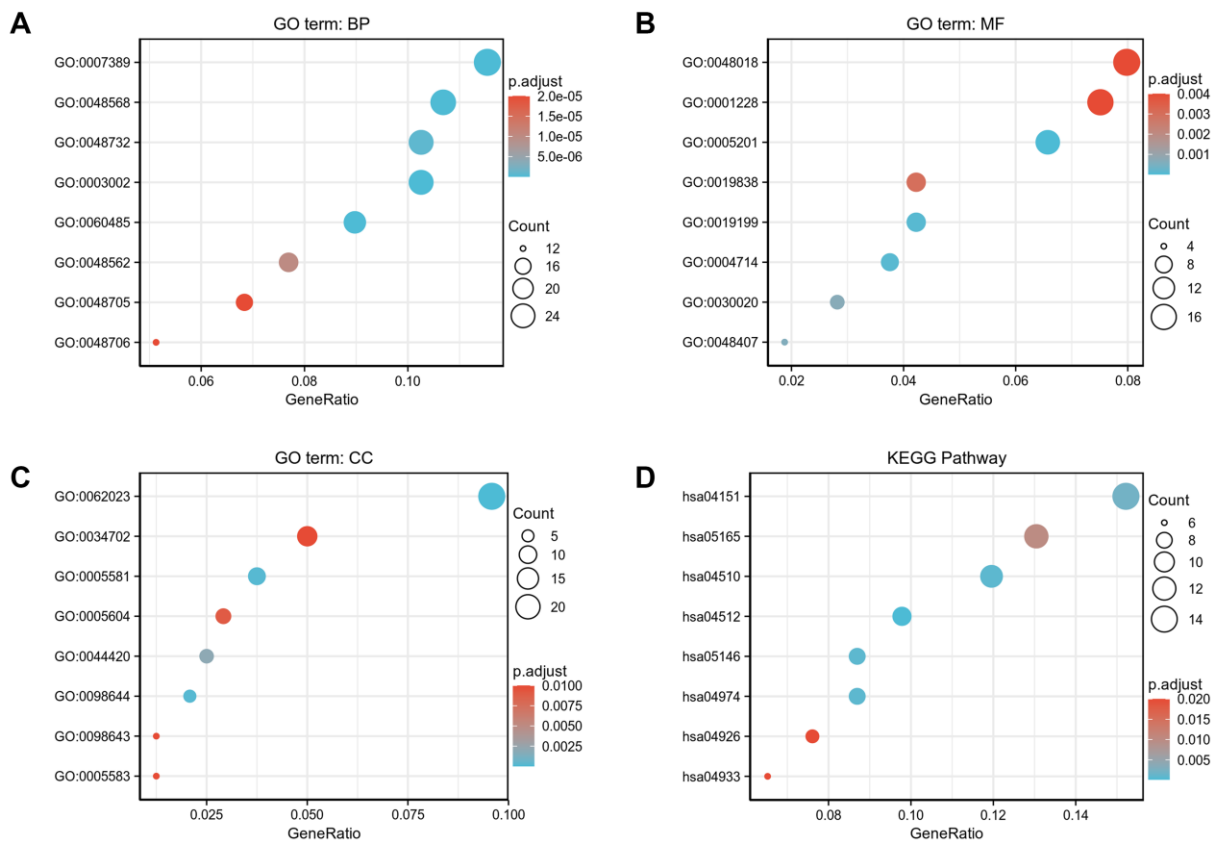 A
GO term: BP
GO:0007389
GO:0048568
GO:0048732
GO:0003002
GO:0060485
GO:0048562
GO:0048705
GO:0048706
0.06
0.08
0.10
GeneRatio
p.adjust
2.0e-05
1.5e-05
1.0e-05
5.0e-06
Count
12
16
20
24
B
GO term: MF
GO:0048018
GO:0001228
GO:0005201
GO:0019838
GO:0019199
GO:0004714
GO:0030020
GO:0048407
0.02
0.04
0.06
0.08
GeneRatio
p.adjust
0.004
0.003
0.002
0.001
Count
4
8
12
16
C
GO term: CC
GO:0062023
GO:0034702
GO:0005581
GO:0005604
GO:0044420
GO:0098644
GO:0098643
GO:0005583
0.025
0.050
0.075
0.100
GeneRatio
Count
5
10
15
20
p.adjust
0.0100
0.0075
0.0050
0.0025
D
KEGG Pathway
hsa04151
hsa05165
hsa04510
hsa04512
hsa05146
hsa04974
hsa04926
hsa04933
0.08
0.10
0.12
0.14
GeneRatio
Count
6
8
10
12
14
p.adjust
0.020
0.015
0.010
0.005